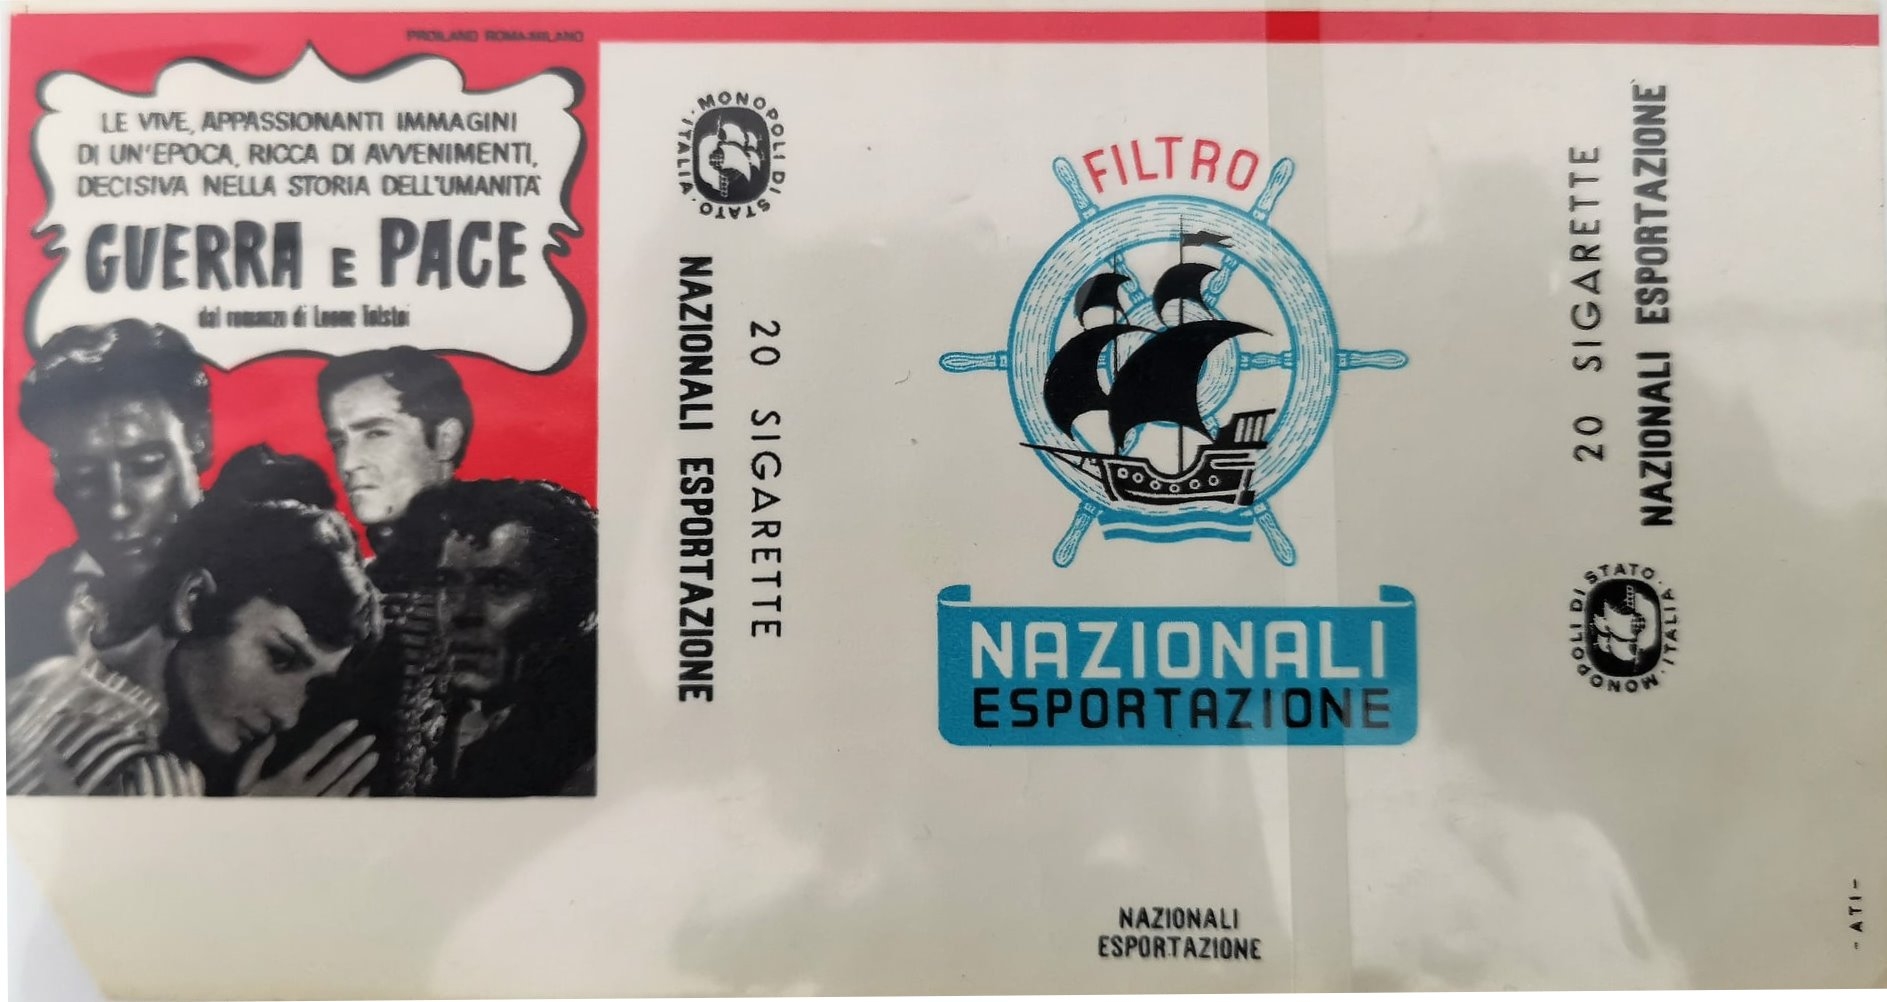 PROILAND ROMA-MILANO
LE VIVE, APPASSIONANTI IMMAGINI
DI UN'EPOCA, RICCA DI AVVENIMENTI,
DECISIVA NELLA STORIA DELL'UMANITA'
GUERRA E PACE
dal romanzo di Leone Tolstoi
MONOPOLI DI STATO · ITALIA ·
NAZIONALI ESPORTAZIONE
20 SIGARETTE
FILTRO
NAZIONALI
ESPORTAZIONE
NAZIONALI
ESPORTAZIONE
20 SIGARETTE
NAZIONALI ESPORTAZIONE
MONOPOLI DI STATO · ITALIA ·
- ATI -